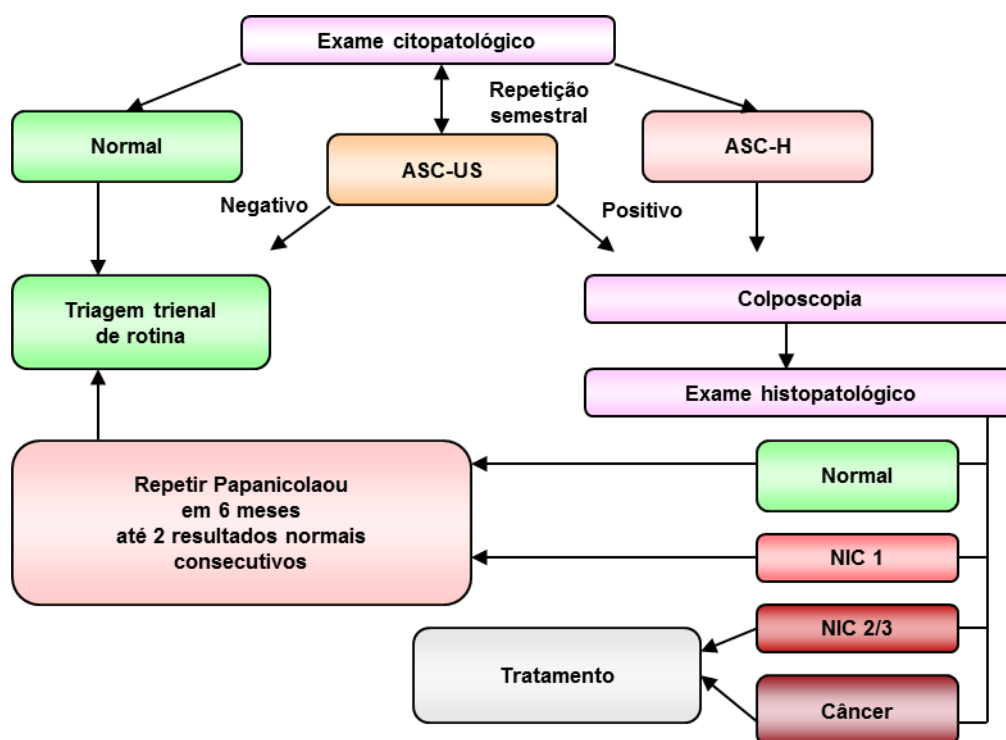 Exame citopatológico
Repetição
semestral
Normal
ASC-US
ASC-H
Negativo
Positivo
Triagem trienal
de rotina
Colposcopia
Exame histopatológico
Repetir Papanicolaou
em 6 meses
até 2 resultados normais
consecutivos
Normal
NIC 1
NIC 2/3
Tratamento
Câncer